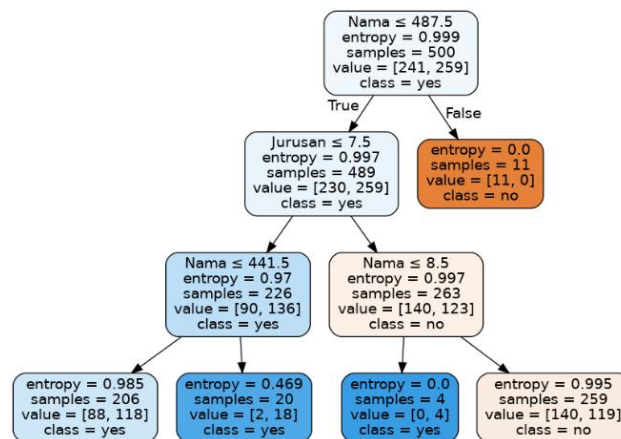 Nama ≤ 487.5
entropy = 0.999
samples = 500
value = [241, 259]
class = yes
True
False
Jurusan ≤ 7.5
entropy = 0.997
samples = 489
value = [230, 259]
class = yes
entropy = 0.0
samples = 11
value = [11, 0]
class = no
Nama ≤ 441.5
entropy = 0.97
samples = 226
value = [90, 136]
class = yes
Nama ≤ 8.5
entropy = 0.997
samples = 263
value = [140, 123]
class = no
entropy = 0.985
samples = 206
value = [88, 118]
class = yes
entropy = 0.469
samples = 20
value = [2, 18]
class = yes
entropy = 0.0
samples = 4
value = [0, 4]
class = yes
entropy = 0.995
samples = 259
value = [140, 119]
class = no